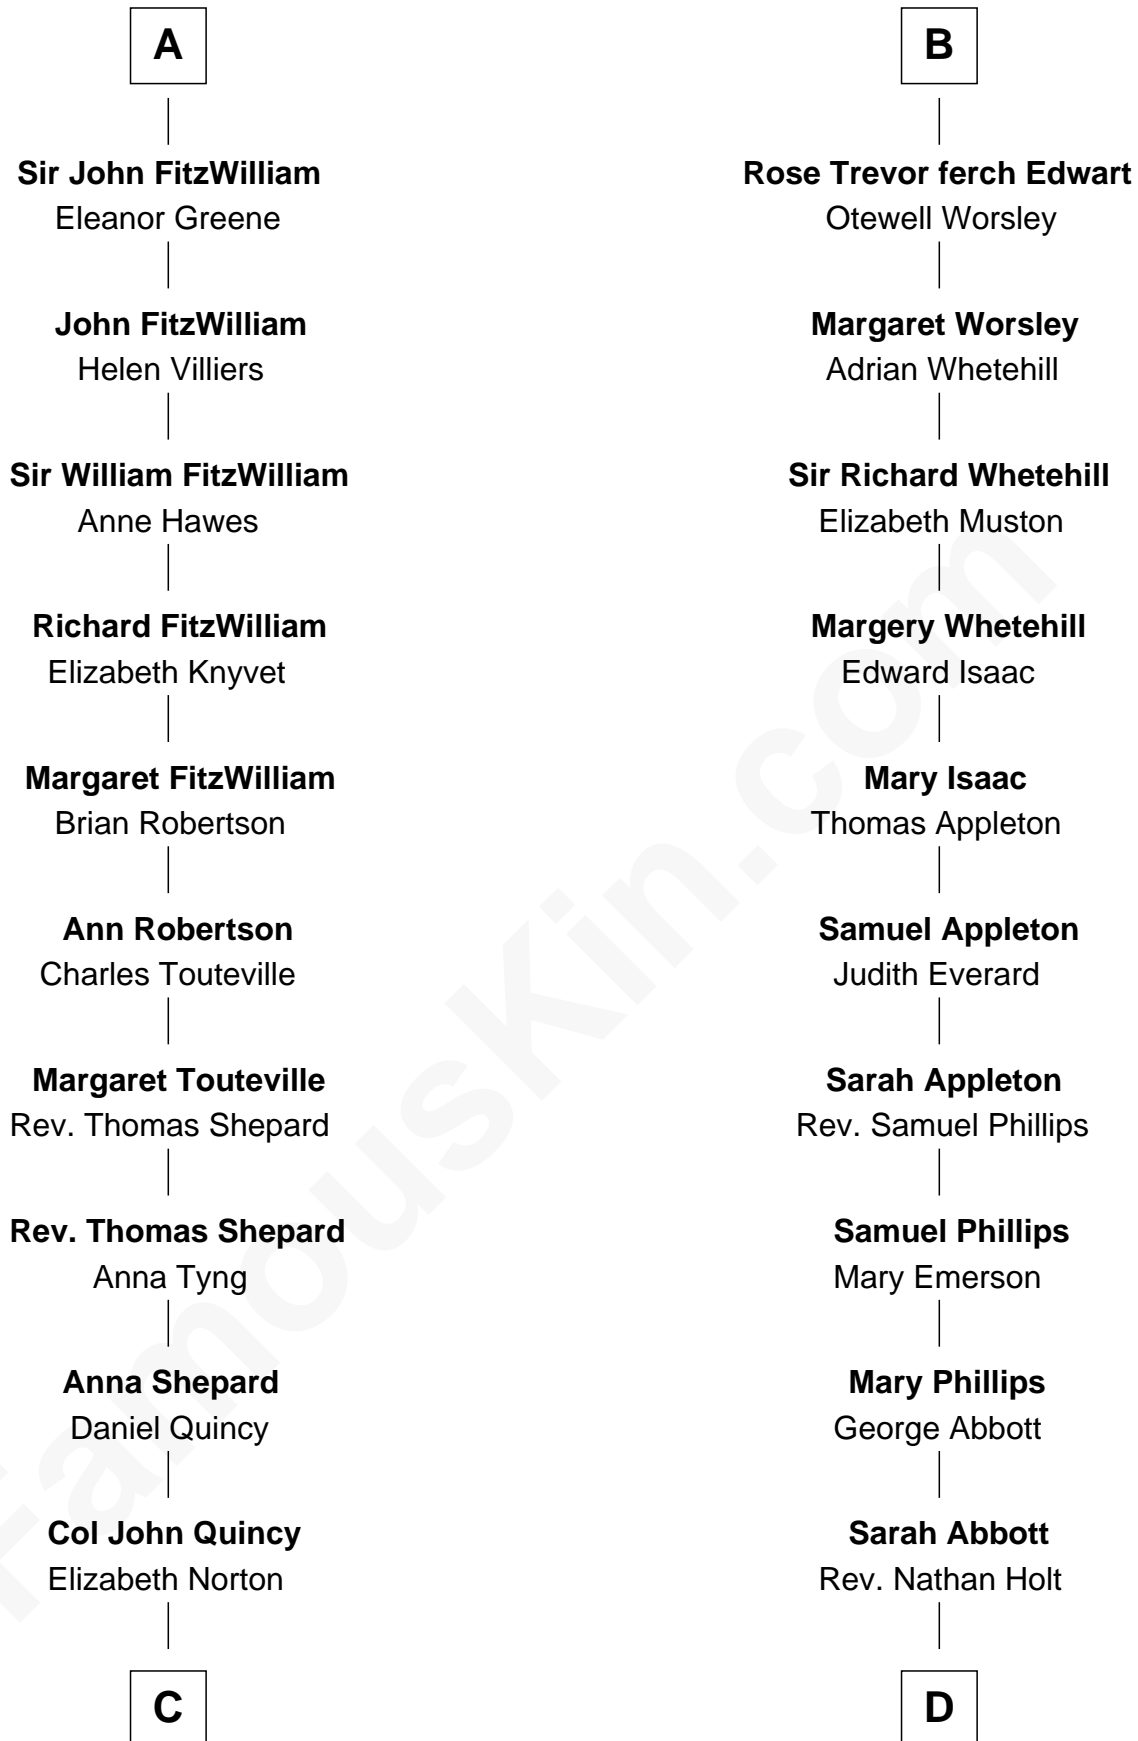 A
Sir John FitzWilliam
Eleanor Greene
John FitzWilliam
Helen Villiers
Sir William FitzWilliam
Anne Hawes
Richard FitzWilliam
Elizabeth Knyvet
Margaret FitzWilliam
Brian Robertson
Ann Robertson
Charles Touteville
Margaret Touteville
Rev. Thomas Shepard
Rev. Thomas Shepard
Anna Tyng
Anna Shepard
Daniel Quincy
Col John Quincy
Elizabeth Norton
C
B
Rose Trevor ferch Edwart
Otewell Worsley
Margaret Worsley
Adrian Whetehill
Sir Richard Whetehill
Elizabeth Muston
Margery Whetehill
Edward Isaac
Mary Isaac
Thomas Appleton
Samuel Appleton
Judith Everard
Sarah Appleton
Rev. Samuel Phillips
Samuel Phillips
Mary Emerson
Mary Phillips
George Abbott
Sarah Abbott
Rev. Nathan Holt
D
FamousKin.com